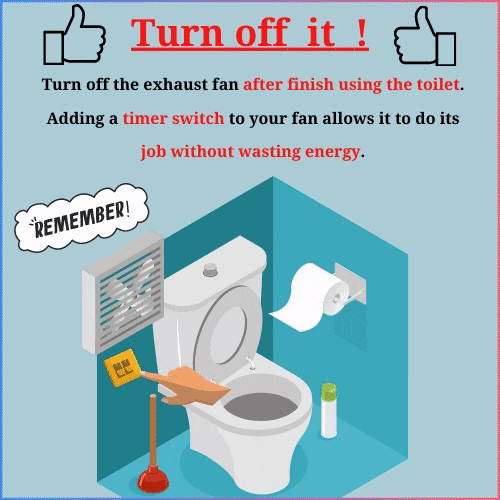 Turn off it !
Turn off the exhaust fan after finish using the toilet.
Adding a timer switch to your fan allows it to do its
job without wasting energy.
REMEMBER!